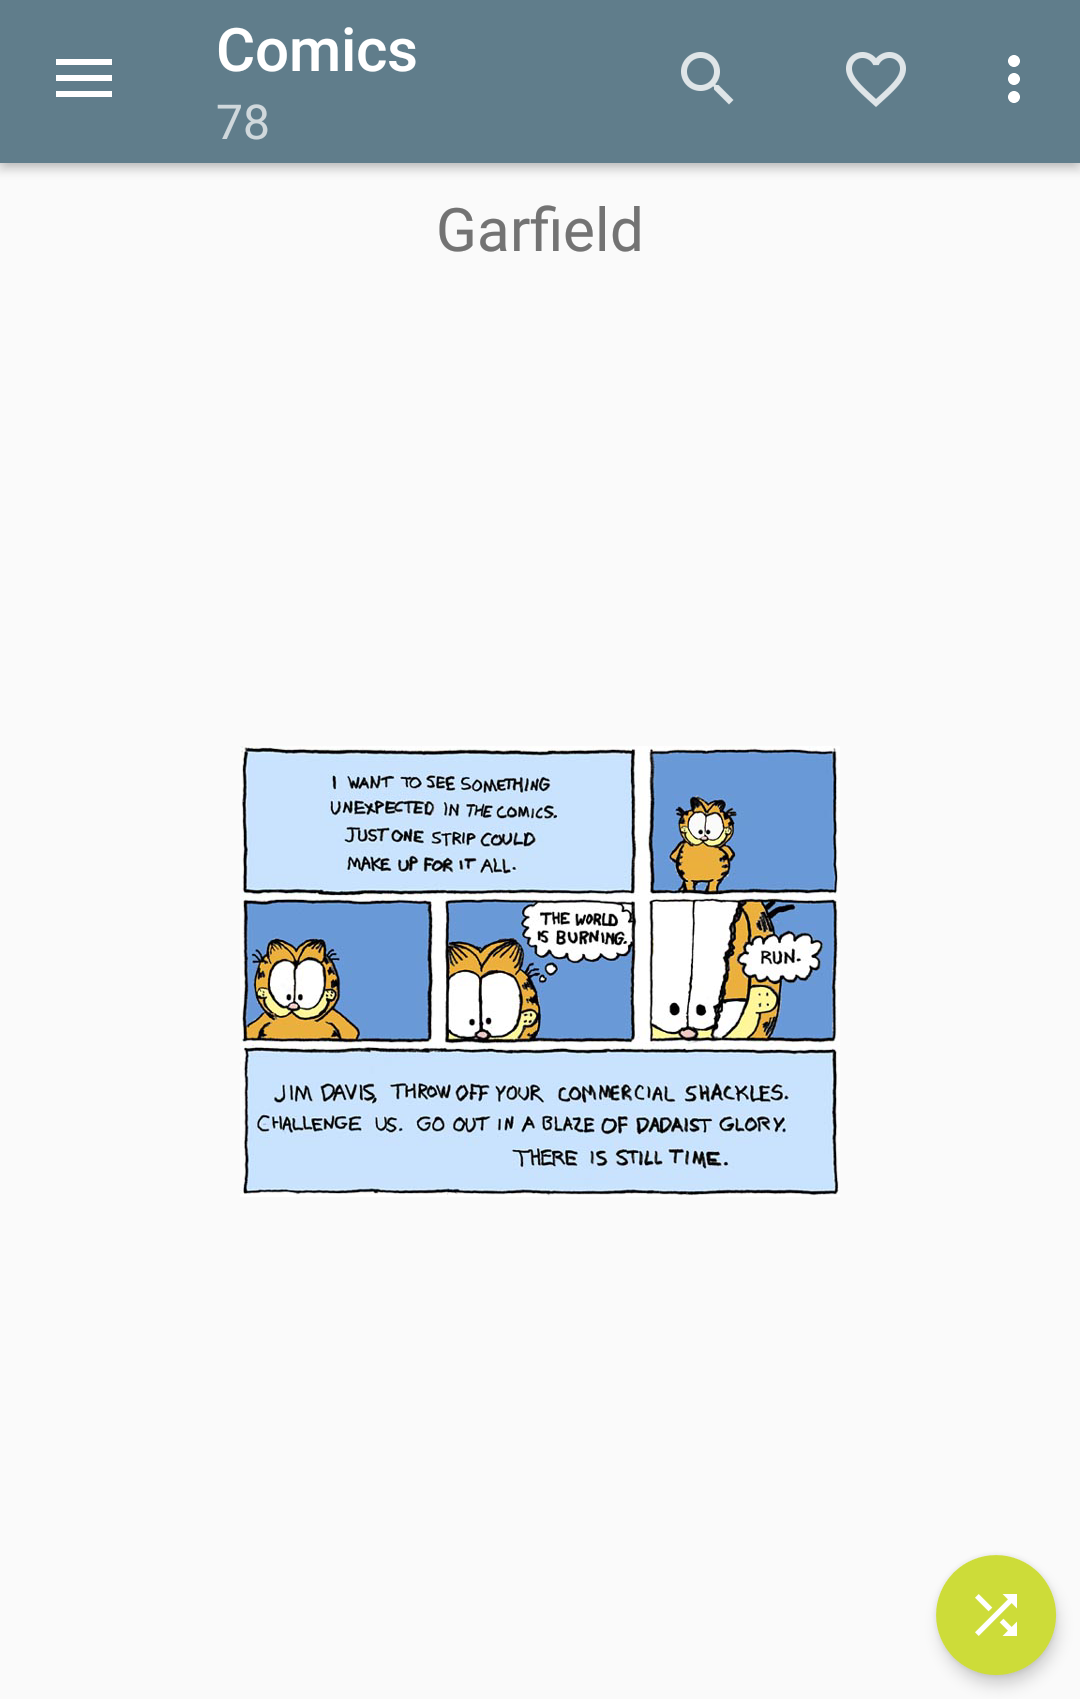 Comics
78
Garfield
I WANT TO SEE SOMETHING
UNEXPECTED IN THE COMICS.
JUST ONE STRIP COULD
MAKE UP FOR IT ALL.
THE WORLD
IS BURNING.
RUN.
JIM DAVIS, THROW OFF YOUR COMMERCIAL SHACKLES.
CHALLENGE US. GO OUT IN A BLAZE OF DADAIST GLORY.
THERE IS STILL TIME.